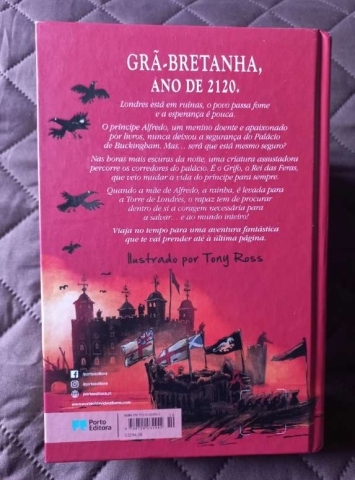 GRÃ-BRETANHA,
ANO DE 2120.
Londres está em ruínas, o povo passa fome
e a esperança é pouca.
O príncipe Alfredo, um menino doente e apaixonado
por livros, nunca deixou a segurança do Palácio
de Buckingham. Mas... será que está mesmo seguro?
Nas horas mais escuras da noite, uma criatura assustadora
percorre os corredores do palácio. É o Grifo, o Rei das Feras,
que veio mudar a vida do príncipe para sempre.
Quando a mãe de Alfredo, a rainha, é levada para
a Torre de Londres, o rapaz tem de procurar
dentro de si a coragem necessária para
a salvar... e ao mundo inteiro!
Viaja no tempo para uma aventura fantástica
que te vai prender até à última página.
Ilustrado por Tony Ross
/portoeditora
/portoeditora
/portoeditora
Porto
Editora